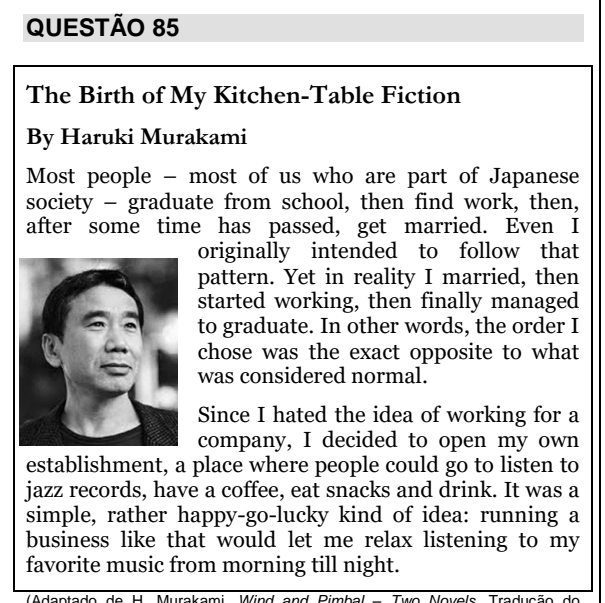 QUESTÃO 85
The Birth of My Kitchen-Table Fiction
By Haruki Murakami
Most people – most of us who are part of Japanese
society – graduate from school, then find work, then,
after some time has passed, get married. Even I
originally intended to follow that
pattern. Yet in reality I married, then
started working, then finally managed
to graduate. In other words, the order I
chose was the exact opposite to what
was considered normal.
Since I hated the idea of working for a
company, I decided to open my own
establishment, a place where people could go to listen to
jazz records, have a coffee, eat snacks and drink. It was a
simple, rather happy-go-lucky kind of idea: running a
business like that would let me relax listening to my
favorite music from morning till night.
(Adaptado de H. Murakami, Wind and Pimbal – Two Novels. Tradução do